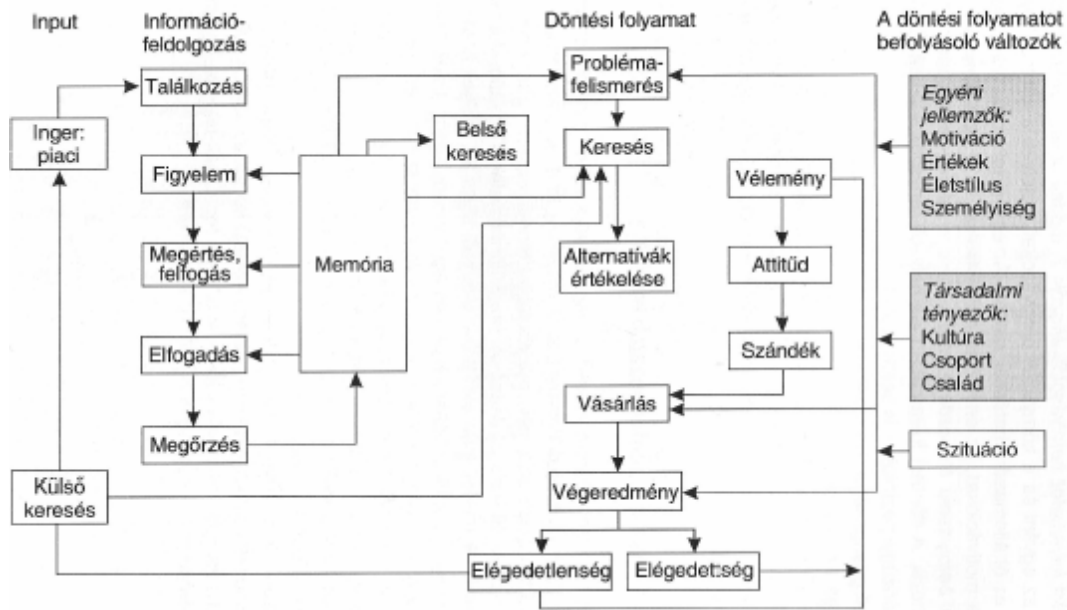 Input
Információ-
feldolgozás
Döntési folyamat
A döntési folyamatot
befolyásoló változók
Találkozás
Inger:
piaci
Figyelem
Megértés,
felfogás
Elfogadás
Megőrzés
Külső
keresés
Memória
Belső
keresés
Probléma-
felismerés
Keresés
Alternatívák
értékelése
Vélemény
Attitűd
Szándék
Vásárlás
Végeredmény
Elégedetlenség
Elégedettség
Egyéni
jellemzők:
Motiváció
Értékek
Életstílus
Személyiség
Társadalmi
tényezők:
Kultúra
Csoport
Család
Szituáció